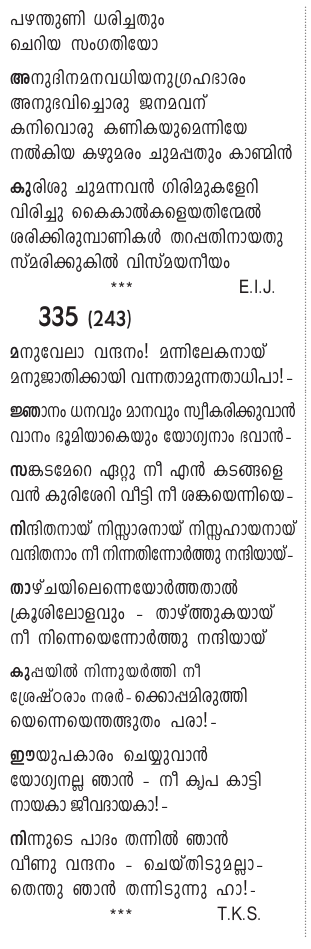 പഴന്തുണി ധരിച്ചതും
ചെറിയ സംഗതിയോ
അനുദിനമനവധിയനുഗ്രഹഭാരം
അനുഭവിച്ചൊരു ജനമവന്
കനിവൊരു കണികയുമെന്നിയേ
നൽകിയ കഴുമരം ചുമപ്പതും കാണ്മിൻ
കുരിശു ചുമന്നവൻ ഗിരിമുകളേറി
വിരിച്ചു കൈകാൽകളെയതിന്മേൽ
ശരിക്കിരുമ്പാണികൾ തറപ്പതിനായതു
സ്മരിക്കുകിൽ വിസ്മയനീയം
*** E.I.J.
335 (243)
മനുവേലാ വന്ദനം! മന്നിലേകനായ്
മനുജാതിക്കായി വന്നതാമുന്നതാധിപാ!-
ജ്ഞാനം ധനവും മാനവും സ്വീകരിക്കുവാൻ
വാനം ഭൂമിയാകെയും യോഗ്യനാം ഭവാൻ-
സങ്കടമേറെ ഏറ്റു നീ എൻ കടങ്ങളെ
വൻ കുരിശേറി വീട്ടി നീ ശങ്കയെന്നിയെ-
നിന്ദിതനായ് നിസ്സാരനായ് നിസ്സഹായനായ്
വന്ദിതനാം നീ നിന്നതിന്നോർത്തു നന്ദിയായ്-
താഴ്ചയിലെന്നെയോർത്തതാൽ
ക്രൂശിലോളവും - താഴ്ത്തുകയായ്
നീ നിന്നെയെന്നോർത്തു നന്ദിയായ്
കുപ്പയിൽ നിന്നുയർത്തി നീ
ശ്രേഷ്ഠരാം നരർ- ക്കൊപ്പമിരുത്തി
യെന്നെയെന്തത്ഭുതം പരാ!-
ഈയുപകാരം ചെയ്യുവാൻ
യോഗ്യനല്ല ഞാൻ - നീ കൃപ കാട്ടി
നായകാ ജീവദായകാ!-
നിന്നുടെ പാദം തന്നിൽ ഞാൻ
വീണു വന്ദനം - ചെയ്തിടുമല്ലാ-
തെന്തു ഞാൻ തന്നിടുന്നു ഹാ!-
*** T.K.S.